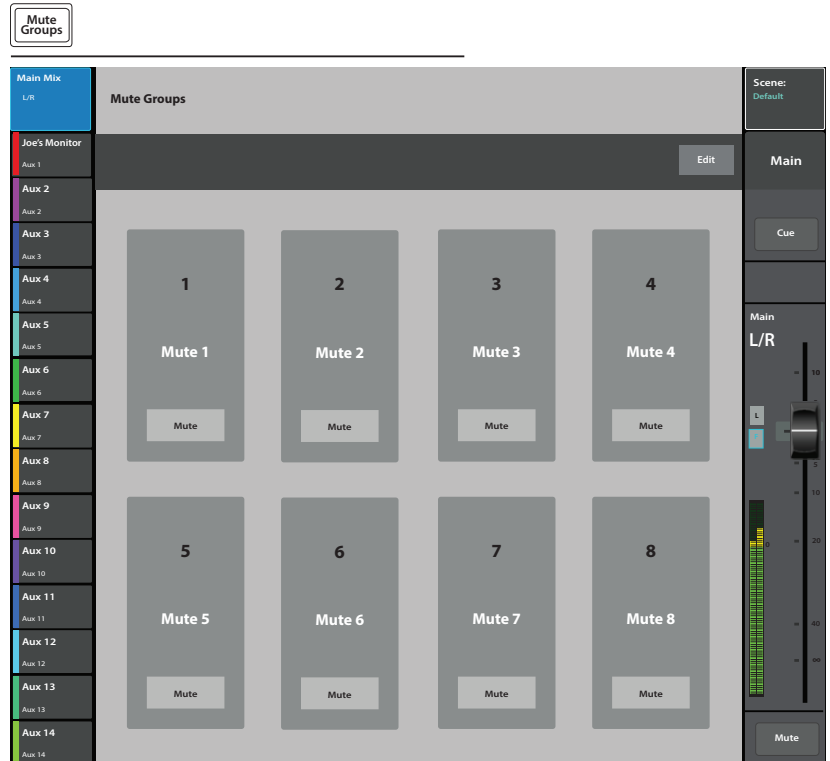 Mute
Groups
Main Mix
L/R
Mute Groups
Scene:
Default
Joe's Monitor
Aux 1
Edit
Main
Aux 2
Aux 2
Aux 3
Aux 3
Cue
Aux 4
Aux 4
Aux 5
Aux 5
Aux 6
Aux 6
Aux 7
Aux 7
Aux 8
Aux 8
Aux 9
Aux 9
Aux 10
Aux 10
Aux 11
Aux 11
Aux 12
Aux 12
Aux 13
Aux 13
Aux 14
Aux 14
1
Mute 1
Mute
2
Mute 2
Mute
3
Mute 3
Mute
4
Mute 4
Mute
5
Mute 5
Mute
6
Mute 6
Mute
7
Mute 7
Mute
8
Mute 8
Mute
Main
L/R
10
L
5
10
0
20
40
∞
Mute